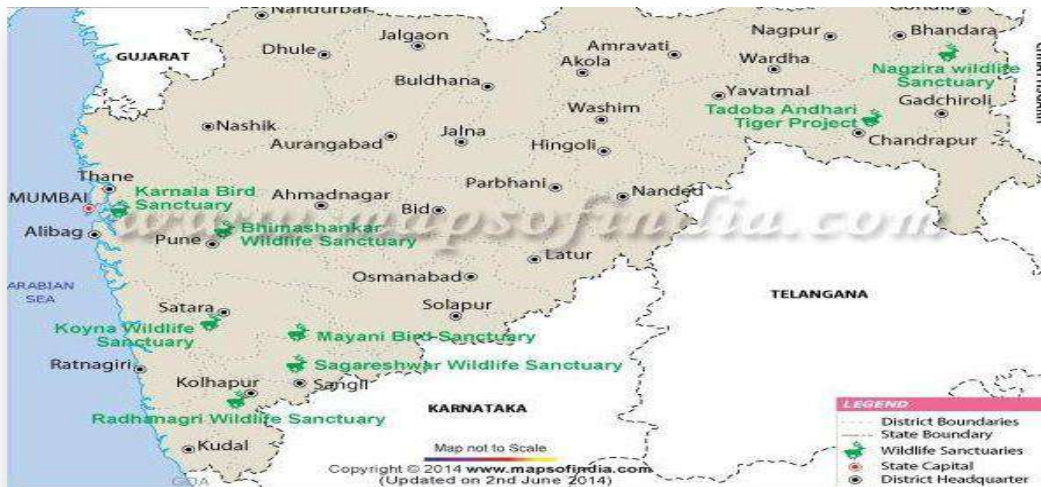 Nandurbar
Gondia
Jalgaon
Dhule
Amravati
Nagpur
Bhandara
GUJARAT
Akola
Wardha
Nagzira wildlife
Sanctuary
Buldhana
Yavatmal
Gadchiroli
Washim
Tadoba Andhari
Tiger Project
Nashik
Jalna
Aurangabad
Hingoli
Chandrapur
Thane
Parbhani
Nanded
MUMBAI
Karnala Bird
Sanctuary
Ahmadnagar
Bid
www.mapsofindia.com
Alibag
Pune
Bhimashankar
Wildlife Sanctuary
Latur
Osmanabad
ARABIAN
SEA
TELANGANA
Satara
Solapur
Koyna Wildlife
Sanctuary
Mayani Bird Sanctuary
Ratnagiri
Sagareshwar Wildlife Sanctuary
Kolhapur
Sangli
Radhanagri Wildlife Sanctuary
KARNATAKA
Kudal
GOA
Map not to Scale
Copyright © 2014 www.mapsofindia.com
(Updated on 2nd June 2014)
LEGEND
District Boundaries
State Boundary
Wildlife Sanctuaries
State Capital
District Headquarter